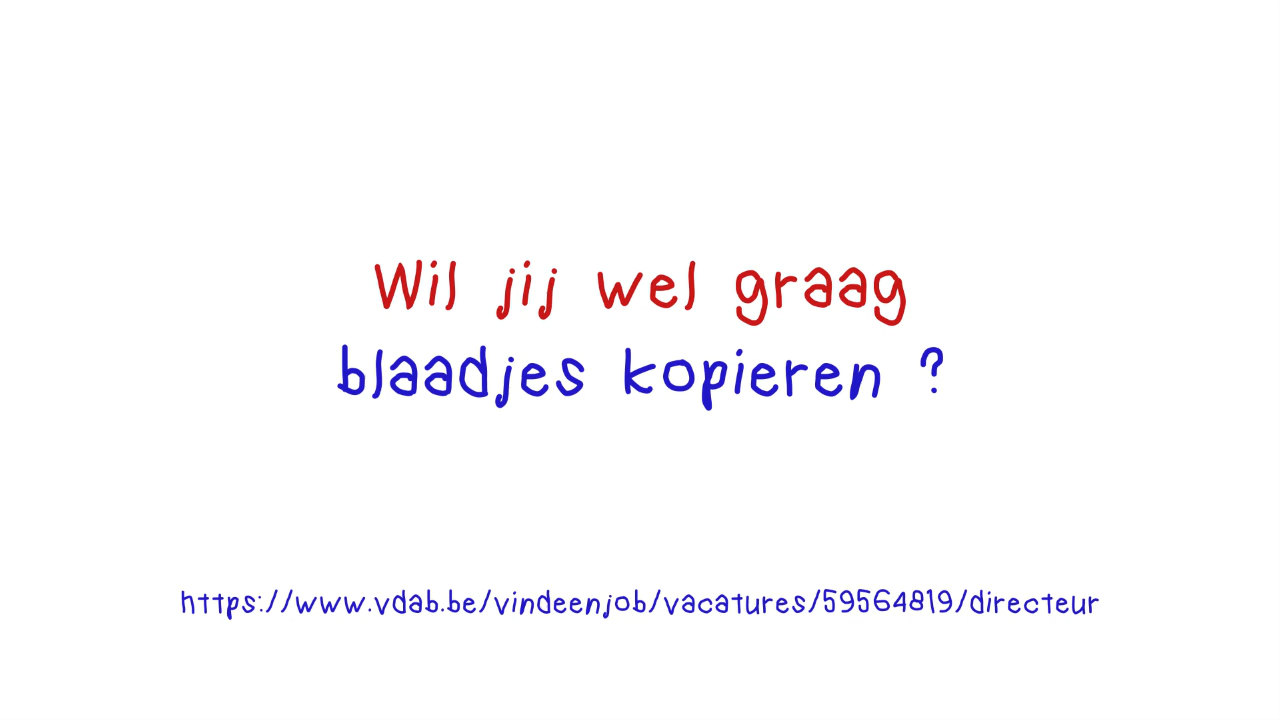 Wil jij wel graag
blaadjes kopieren ?
https://www.vdab.be/vindeenjob/vacatures/59564819/directeur